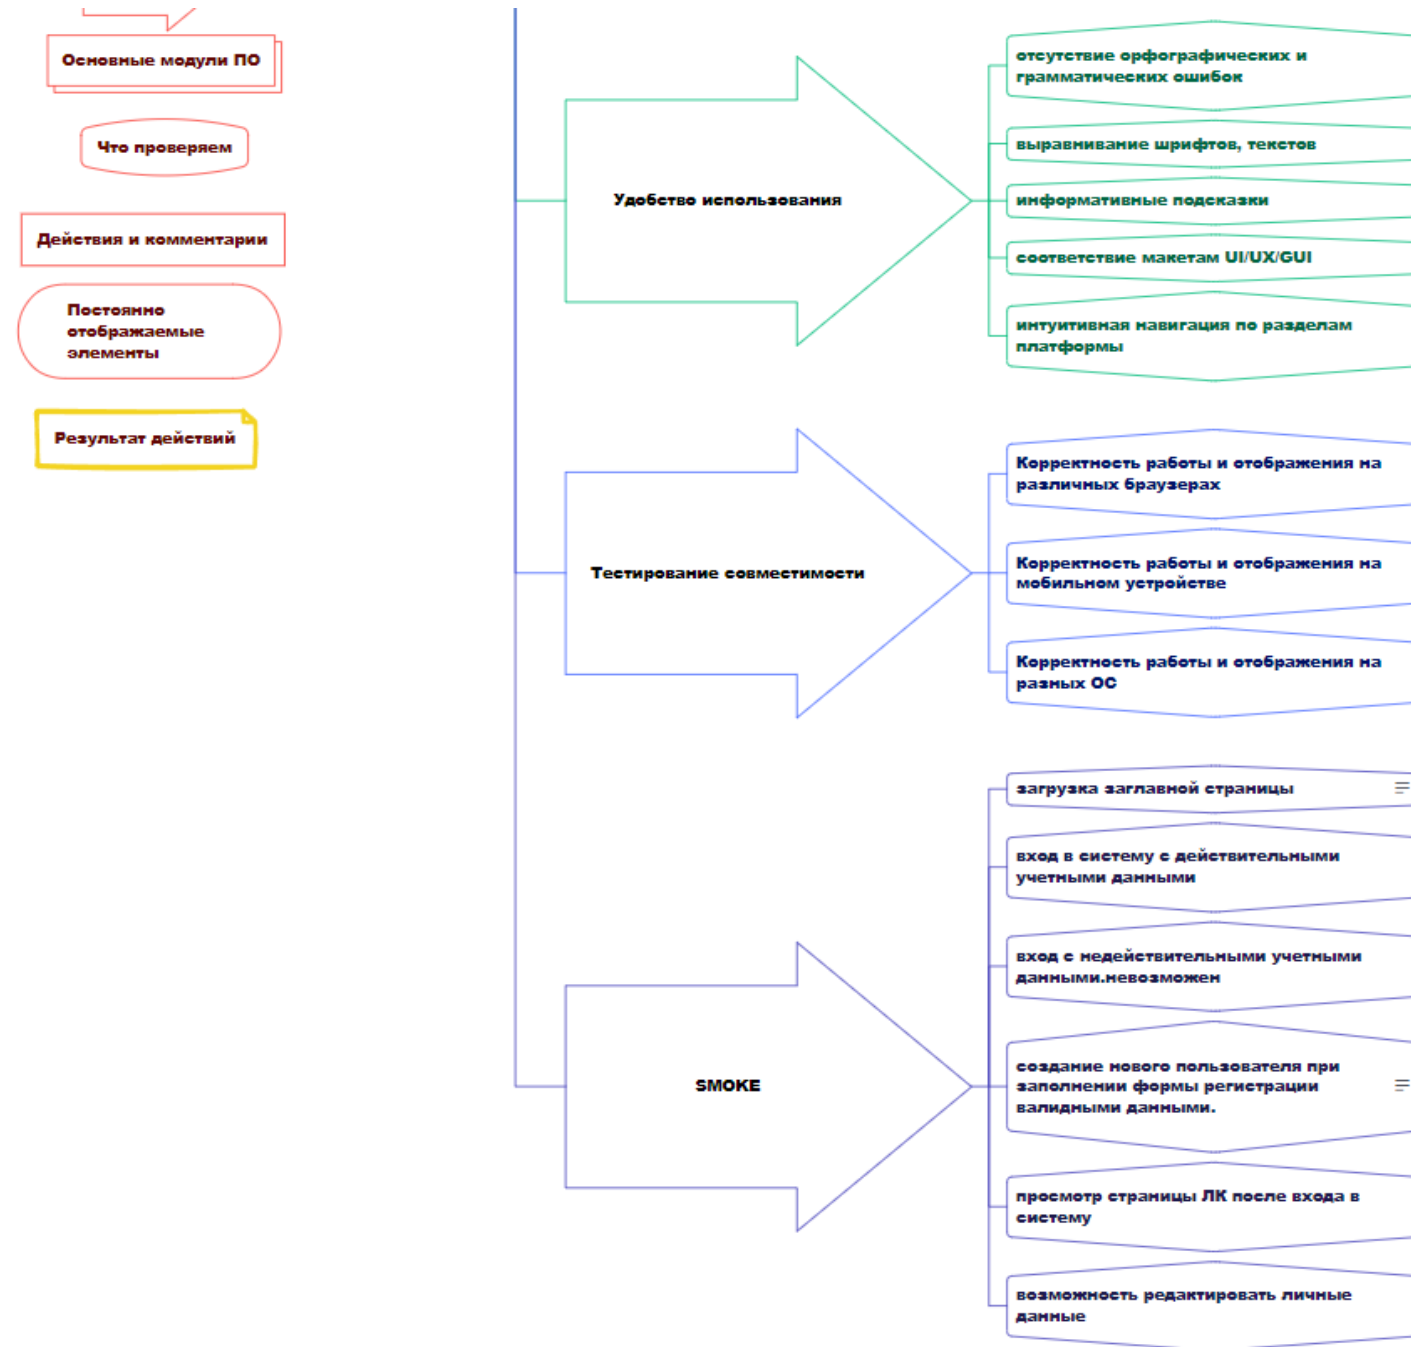 Основные модули ПО
Что проверяем
Действия и комментарии
Постоянно
отображаемые
элементы
Результат действий
Удобство использования
отсутствие орфографических и
грамматических ошибок
выравнивание шрифтов, текстов
информативные подсказки
соответствие макетам UI/UX/GUI
интуитивная навигация по разделам
платформы
Тестирование совместимости
Корректность работы и отображения на
различных браузерах
Корректность работы и отображения на
мобильном устройстве
Корректность работы и отображения на
разных ОС
SMOKE
загрузка заглавной страницы
вход в систему с действительными
учетными данными
вход с недействительными учетными
данными.невозможен
создание нового пользователя при
заполнении формы регистрации
валидными данными.
просмотр страницы ЛК после входа в
систему
возможность редактировать личные
данные